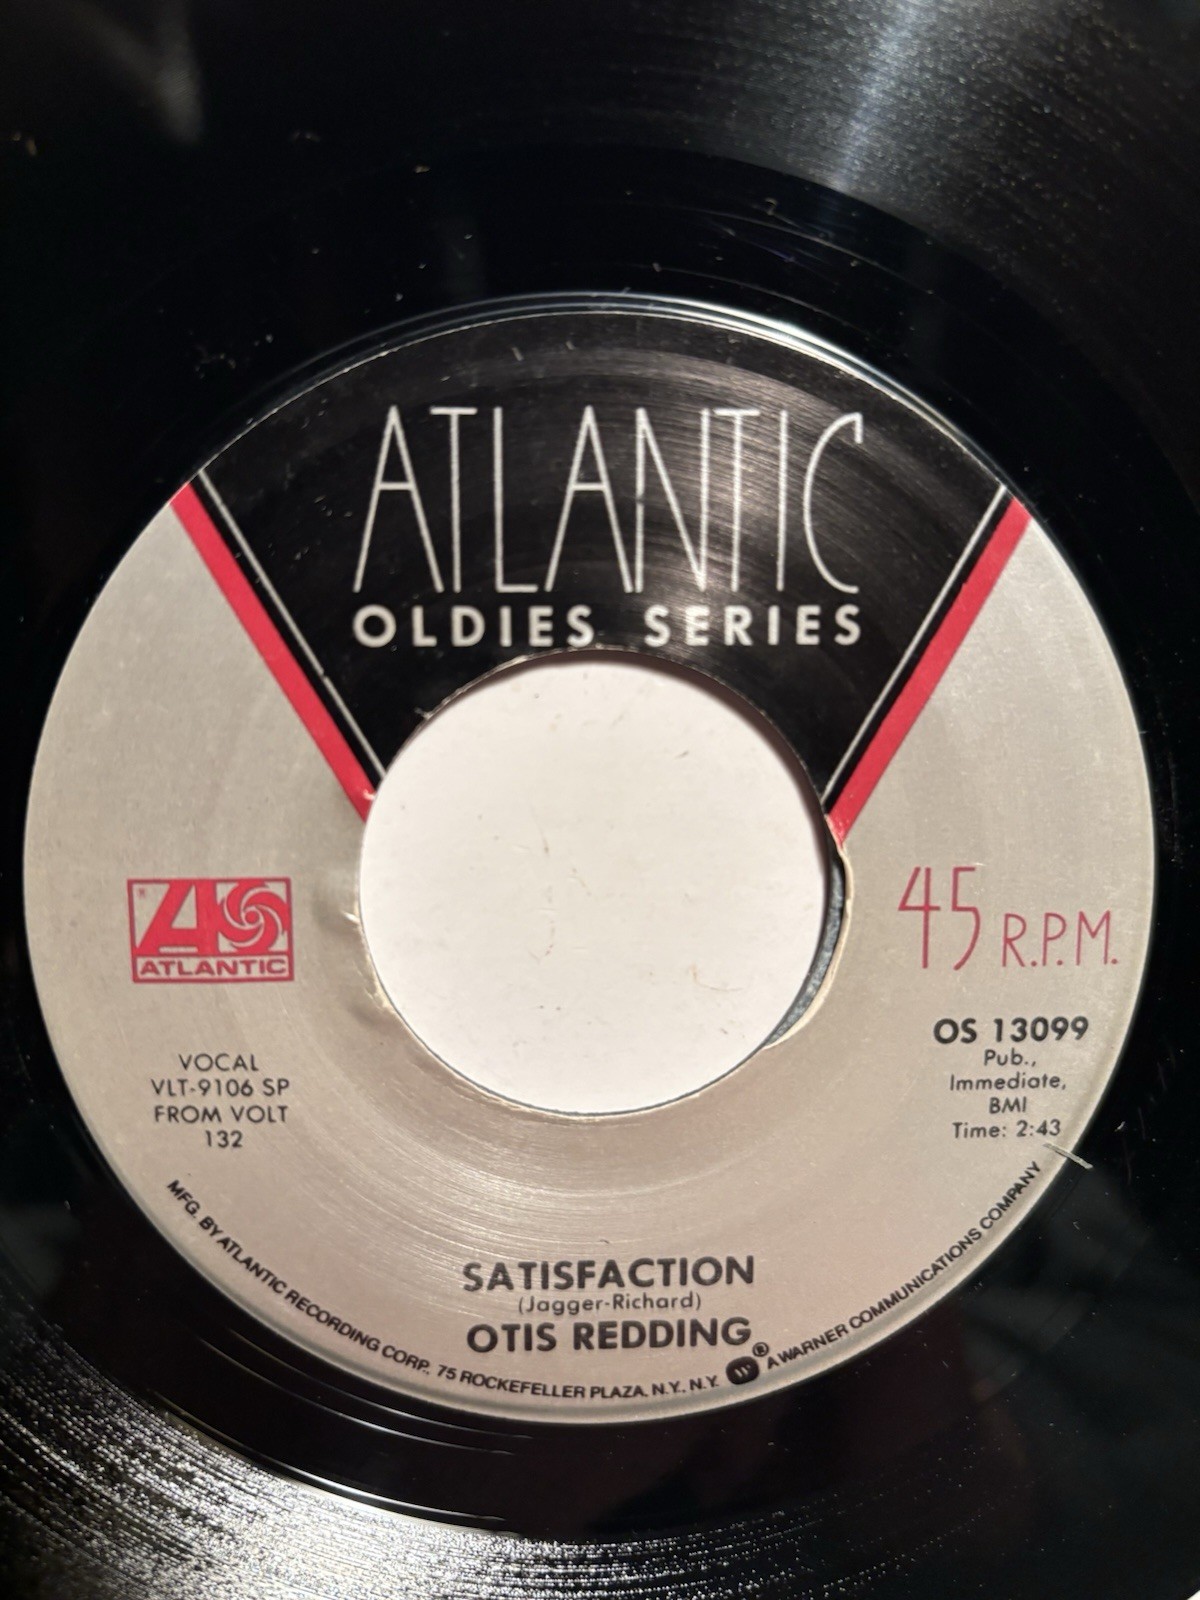 ATLANTIC
OLDIES SERIES
ATLANTIC
45 R.P.M.
VOCAL
VLT-9106 SP
FROM VOLT
132
OS 13099
Pub.,
Immediate,
BMI
Time: 2:43
SATISFACTION
(Jagger-Richard)
OTIS REDDING
MFG. BY ATLANTIC RECORDING CORP., 75 ROCKEFELLER PLAZA, N.Y., N.Y. ® A WARNER COMMUNICATIONS COMPANY